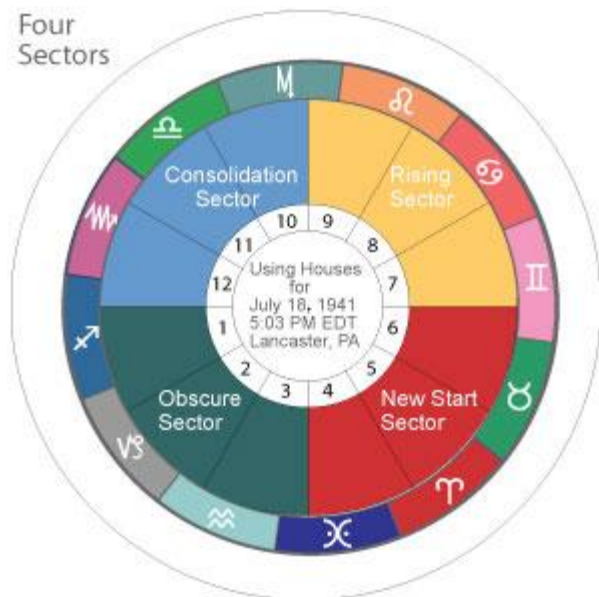 Four
Sectors
♍
♌
♎
♋
Consolidation
Sector
Rising
Sector
10
9
11
8
♏
♊
12
7
Using Houses
for
July 18, 1941
5:03 PM EDT
Lancaster, PA
1
6
♐
2
5
3
4
Obscure
Sector
New Start
Sector
♉
♑
♈
♒
♓